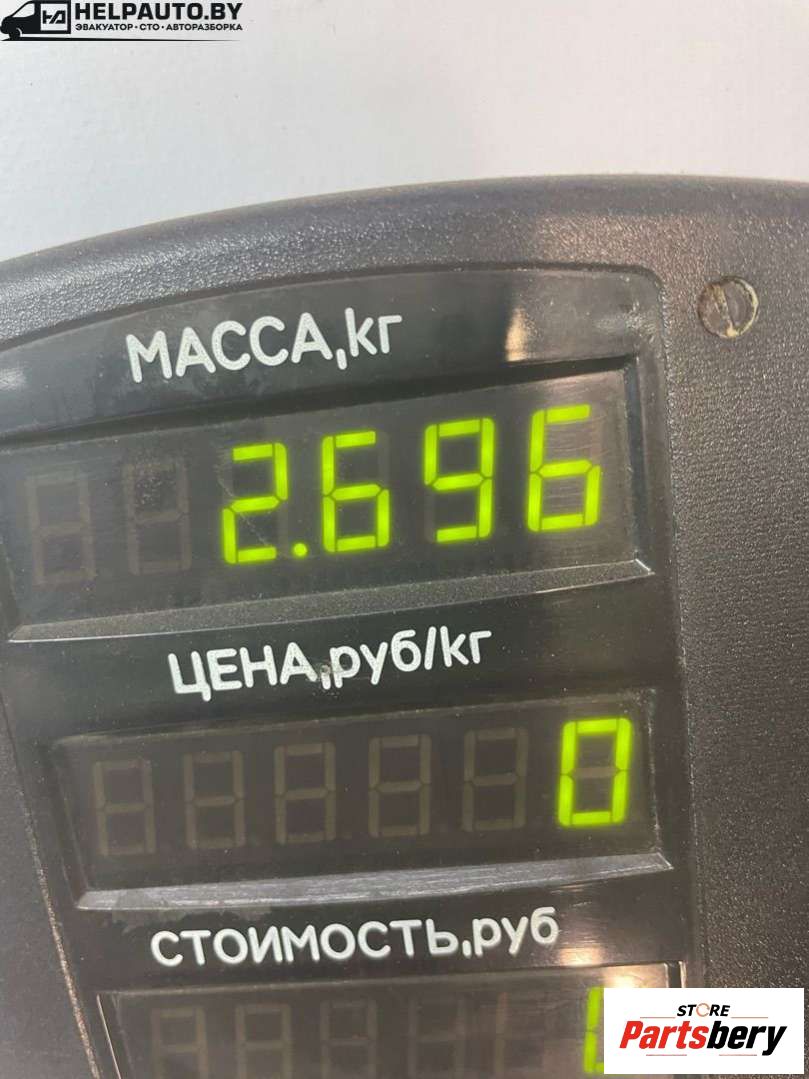 HELPAUTO.BY
ЭВАКУАТОР•СТО•АВТОРАЗБОРКА
МАССА,кг
2.696
ЦЕНА,руб/кг
0
СТОИМОСТЬ,руб
STORE
Partsbery